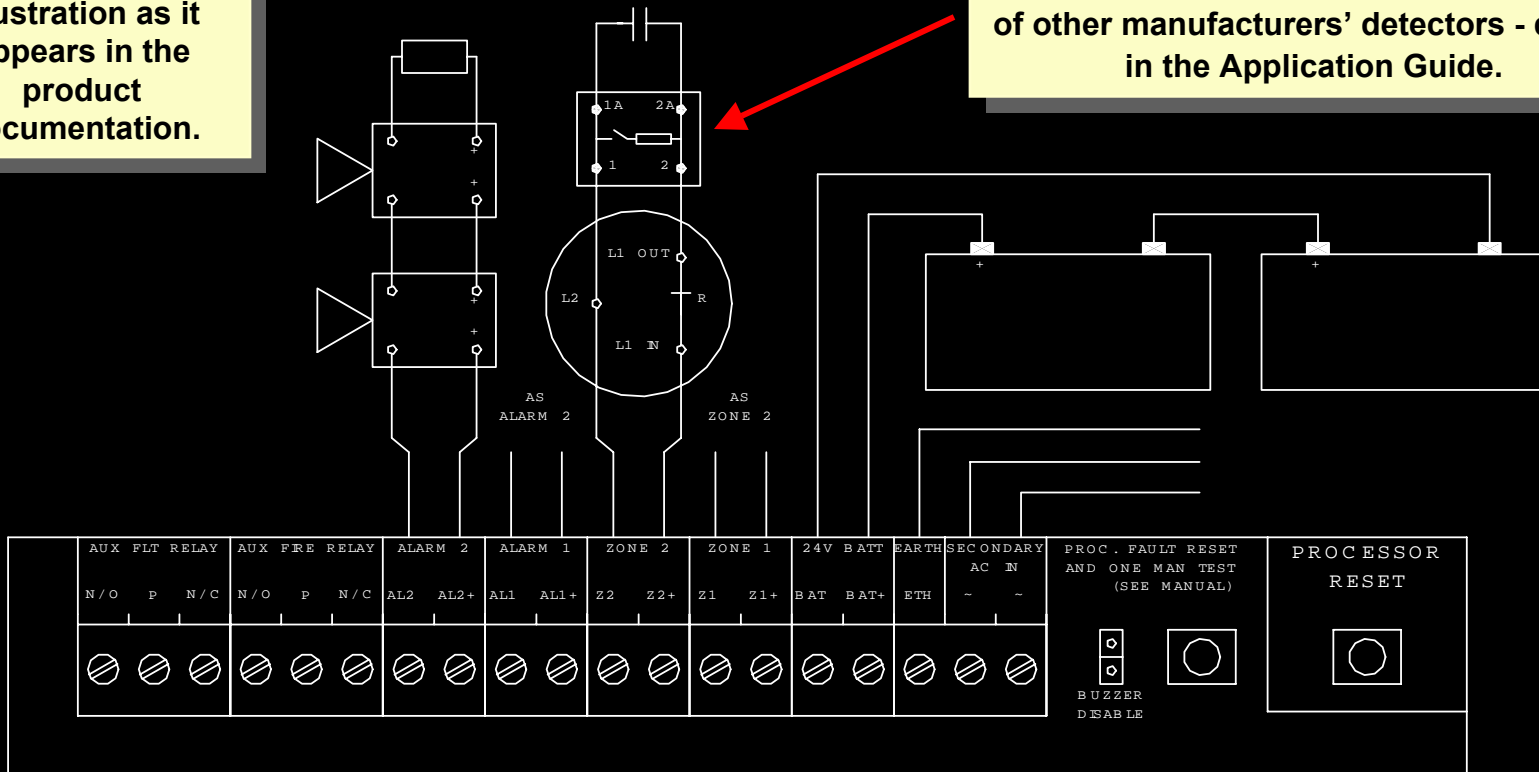 ustration as it
ppears in the
product
ocumentation.
of other manufacturers’ detectors -
in the Application Guide.
1A 2A
1 2
+
+
L1 OUT
L2 R
L1 IN
+
+
+ +
AS
ALARM 2
AS
ZONE 2
AUX FLT RELAY AUX FIRE RELAY ALARM 2 ALARM 1 ZONE 2 ZONE 1 24V BATT EARTH SECONDARY
AC IN
N/O P N/C N/O P N/C AL2 AL2+ AL1 AL1+ Z2 Z2+ Z1 Z1+ BAT BAT+ ETH ~ ~
PROC. FAULT RESET
AND ONE MAN TEST
(SEE MANUAL)
PROCESSOR
RESET
BUZZER
DISABLE